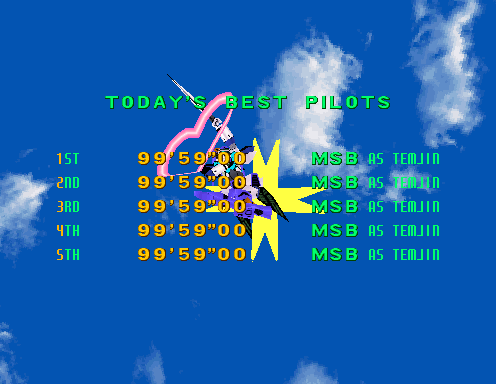 TODAY'S BEST PILOTS
1ST 99'59"00 MSB AS TEMJIN
2ND 99'59"00 MSB AS TEMJIN
3RD 99'59"00 MSB AS TEMJIN
4TH 99'59"00 MSB AS TEMJIN
5TH 99'59"00 MSB AS TEMJIN